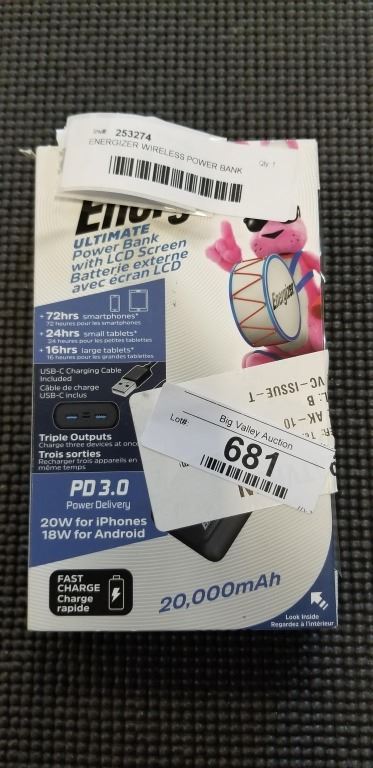 253274
ENERGIZER WIRELESS POWER BANK
Qty: 1
Energ
ULTIMATE
Power Bank
with LCD Screen
Batterie externe
avec écran LCD
Energizer
+72hrs smartphones*
72 heures pour les smartphones*
+24hrs small tablets*
24 heures pour les petites tablettes
+16hrs large tablets*
16 heures pour les grandes tablettes
USB-C Charging Cable
Included
Câble de charge
USB-C inclus
VC-ISSUE-T
AK-10
Big Valley Auction
Lot#:
681
Triple Outputs
Charge three devices at once
Trois sorties
Recharger trois appareils en
même temps
PD 3.0
Power Delivery
20W for iPhones
18W for Android
FAST
CHARGE
Charge
rapide
20,000mAh
Look Inside
Regardez à l'intérieur